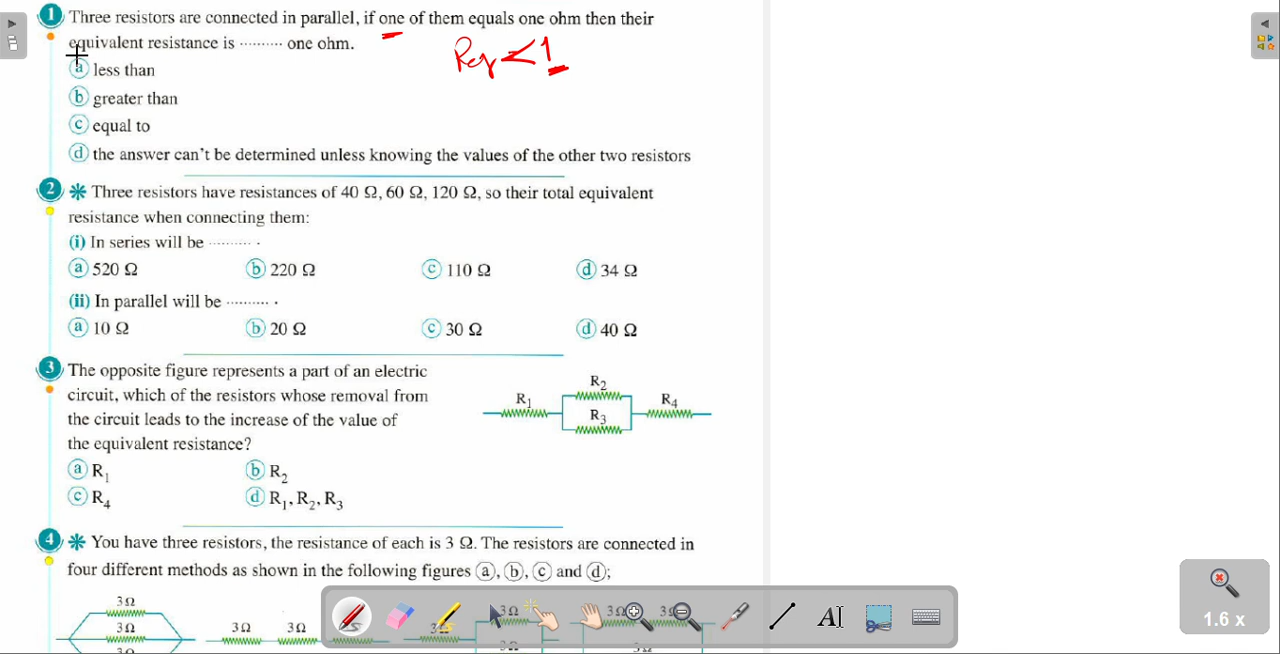 1 Three resistors are connected in parallel, if one of them equals one ohm then their
equivalent resistance is .......... one ohm.
Req < 1
a less than
b greater than
c equal to
d the answer can't be determined unless knowing the values of the other two resistors
2 * Three resistors have resistances of 40 Ω, 60 Ω, 120 Ω, so their total equivalent
resistance when connecting them:
(i) In series will be .......... .
a 520 Ω b 220 Ω c 110 Ω d 34 Ω
(ii) In parallel will be .......... .
a 10 Ω b 20 Ω c 30 Ω d 40 Ω
3 The opposite figure represents a part of an electric
circuit, which of the resistors whose removal from
the circuit leads to the increase of the value of
the equivalent resistance?
R₁ R₂ R₃ R₄
a R₁ b R₂
c R₄ d R₁, R₂, R₃
4 * You have three resistors, the resistance of each is 3 Ω. The resistors are connected in
four different methods as shown in the following figures a, b, c and d;
3Ω
3Ω 3Ω 3Ω 3Ω 3Ω
AI
1.6 x